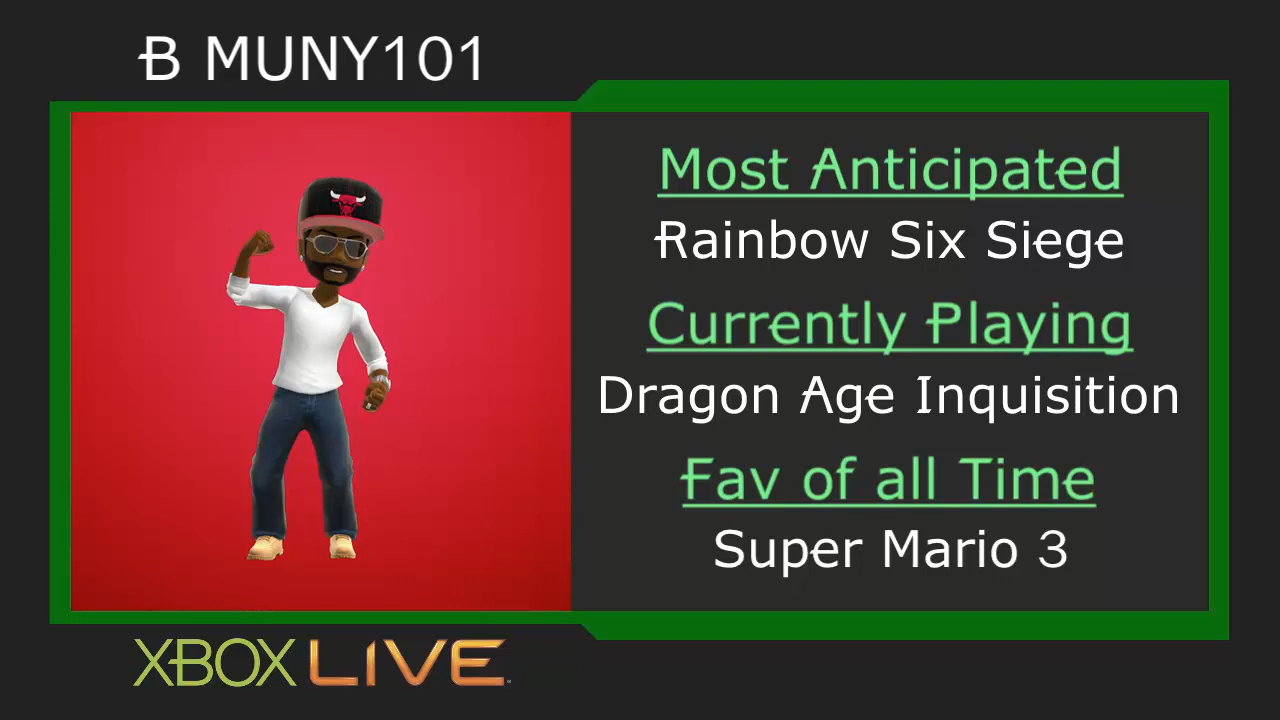 B MUNY101
Most Anticipated
Rainbow Six Siege
Currently Playing
Dragon Age Inquisition
Fav of all Time
Super Mario 3
XBOX LIVE